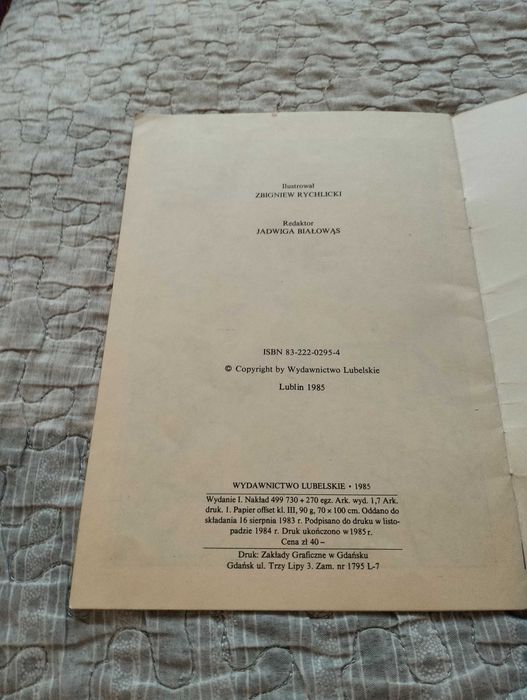 Ilustrował
ZBIGNIEW RYCHLICKI
Redaktor
JADWIGA BIAŁOWĄS
ISBN 83-222-0295-4
© Copyright by Wydawnictwo Lubelskie
Lublin 1985
WYDAWNICTWO LUBELSKIE • 1985
Wydanie I. Nakład 499 730 + 270 egz. Ark. wyd. 1,7 Ark.
druk. 1. Papier offset kl. III, 90 g, 70 × 100 cm. Oddano do
składania 16 sierpnia 1983 r. Podpisano do druku w listo-
padzie 1984 r. Druk ukończono w 1985 r.
Cena zł 40 –
Druk: Zakłady Graficzne w Gdańsku
Gdańsk ul. Trzy Lipy 3. Zam. nr 1795 L-7